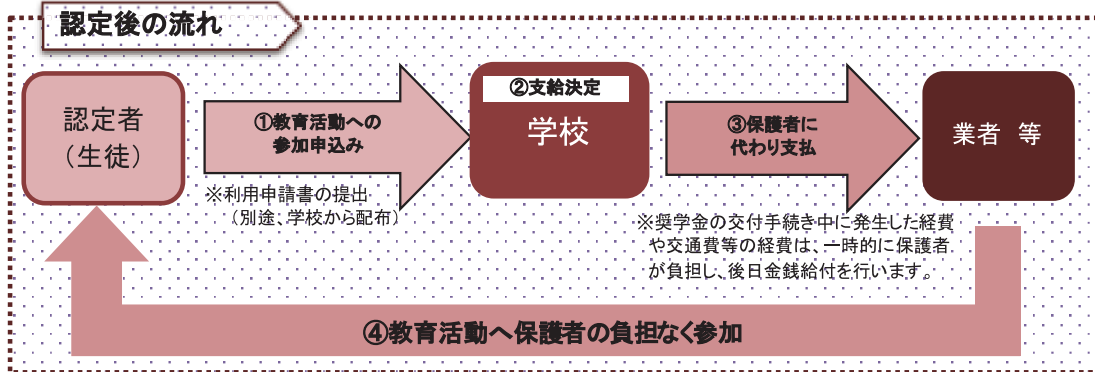 認定後の流れ
認定者
（生徒）
①教育活動への
参加申込み
※利用申請書の提出
（別途、学校から配布）
②支給決定
学校
③保護者に
代わり支払
※奨学金の交付手続き中に発生した経費
や交通費等の経費は、一時的に保護者
が負担し、後日金銭給付を行います。
業者　等
④教育活動へ保護者の負担なく参加